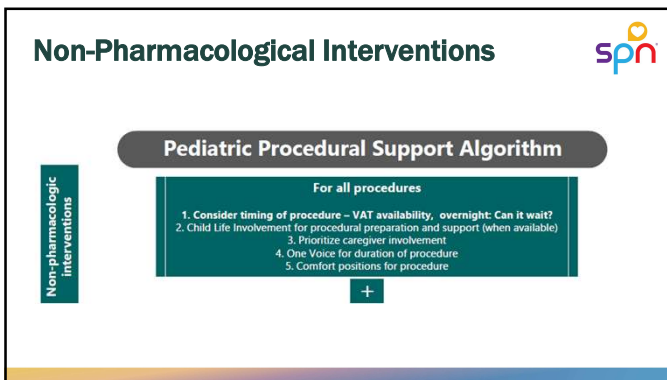 Non-Pharmacological Interventions
spn
Pediatric Procedural Support Algorithm
Non-pharmacologic
interventions
For all procedures
1. Consider timing of procedure – VAT availability, overnight: Can it wait?
2. Child Life Involvement for procedural preparation and support (when available)
3. Prioritize caregiver involvement
4. One Voice for duration of procedure
5. Comfort positions for procedure
+